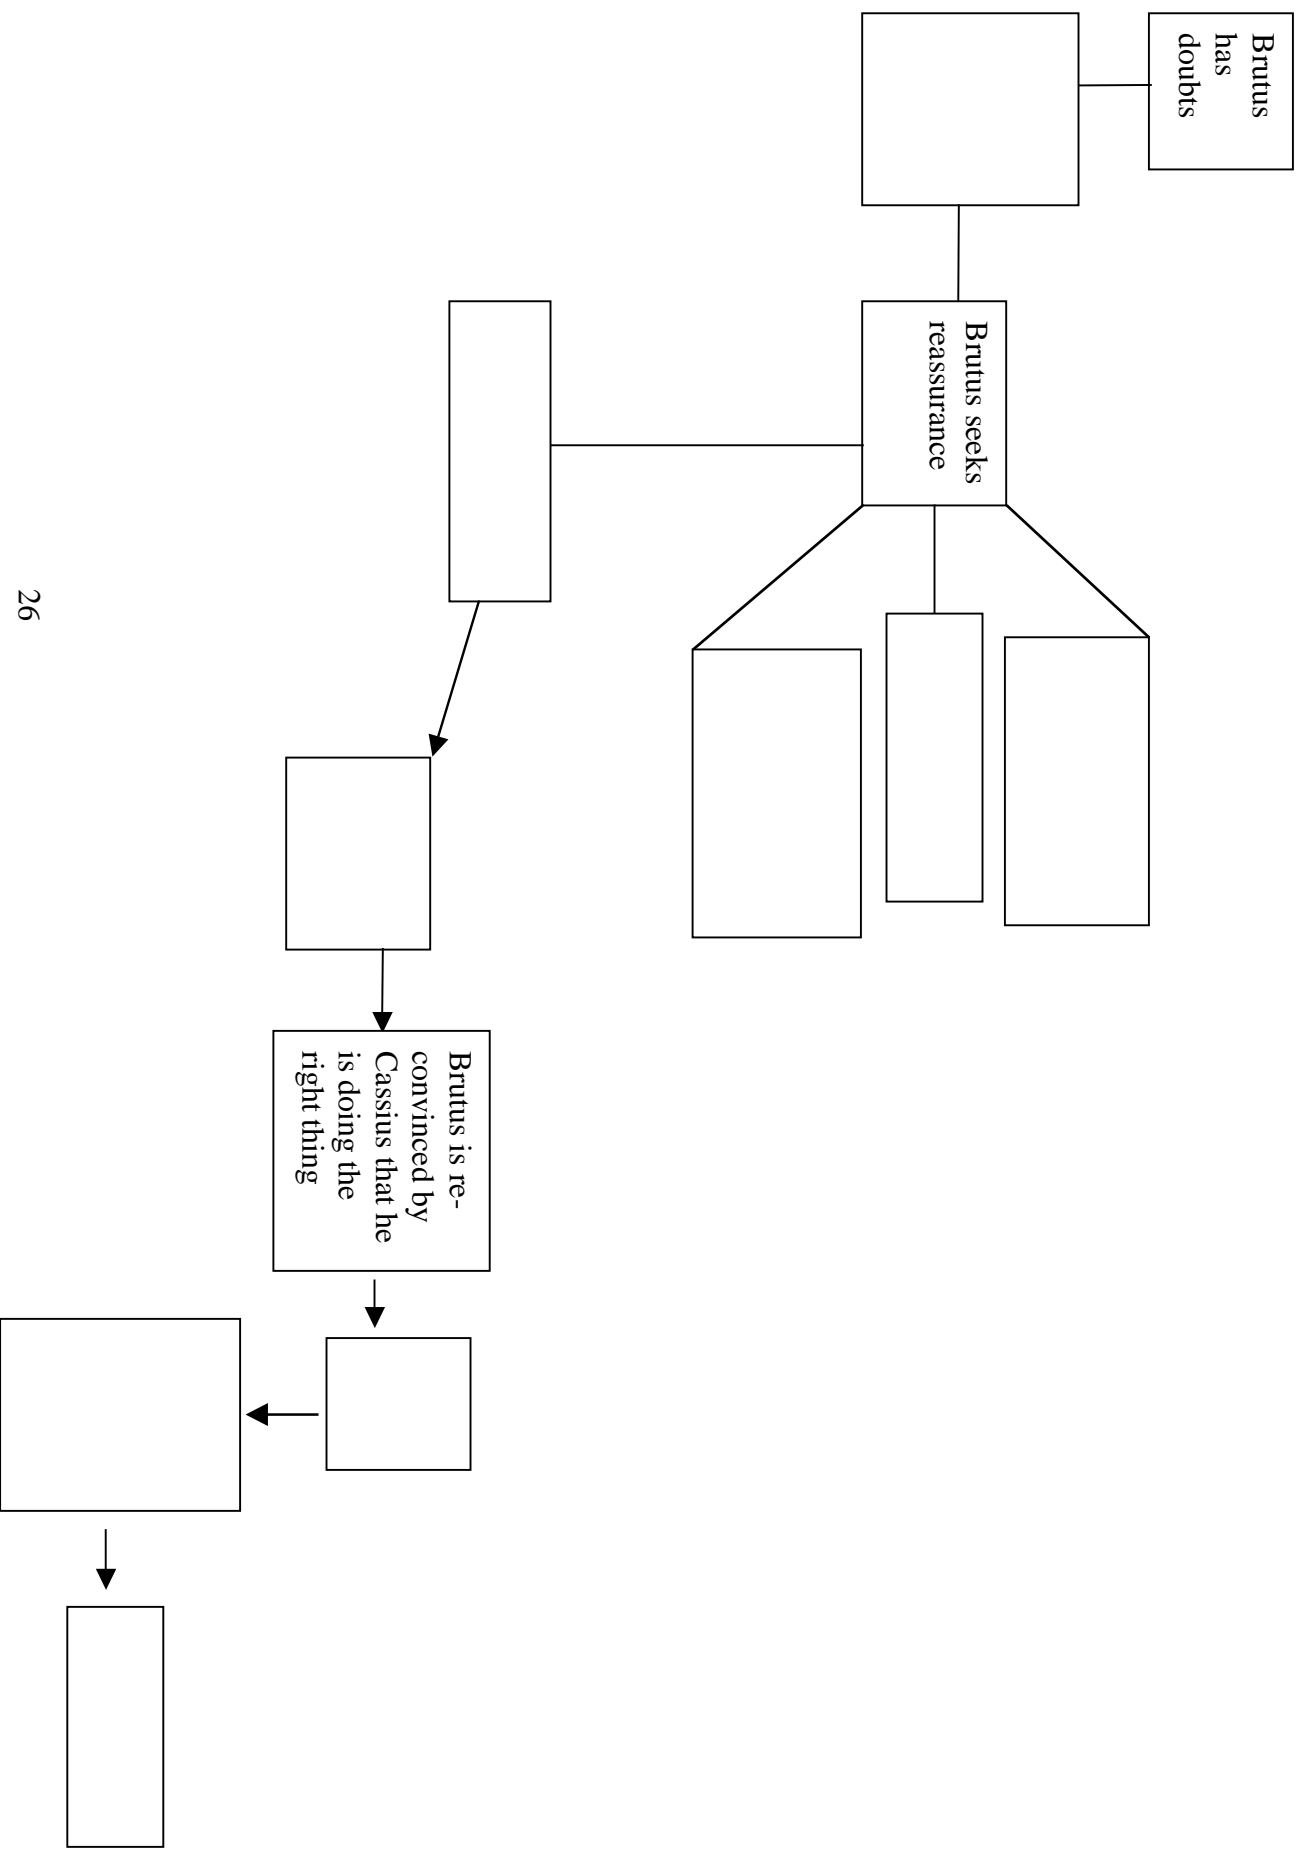 Brutus
has
doubts
Brutus seeks
reassurance
Brutus is re-
convinced by
Cassius that he
is doing the
right thing
26